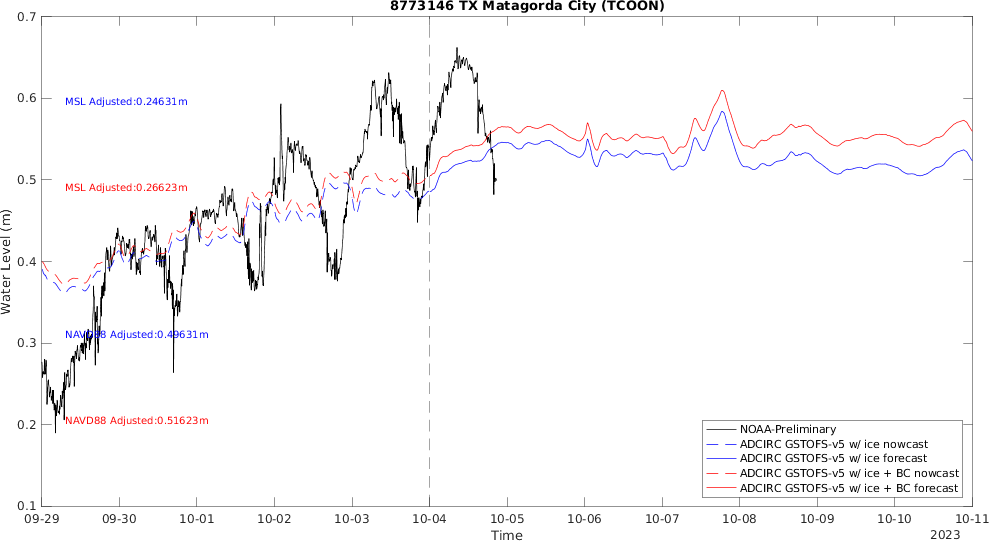 8773146 TX Matagorda City (TCOON)
0.7
0.6
0.5
0.4
0.3
0.2
0.1
Water Level (m)
MSL Adjusted:0.24631m
MSL Adjusted:0.26623m
NAVD88 Adjusted:0.49631m
NAVD88 Adjusted:0.51623m
NOAA-Preliminary
ADCIRC GSTOFS-v5 w/ ice nowcast
ADCIRC GSTOFS-v5 w/ ice forecast
ADCIRC GSTOFS-v5 w/ ice + BC nowcast
ADCIRC GSTOFS-v5 w/ ice + BC forecast
09-29 09-30 10-01 10-02 10-03 10-04 10-05 10-06 10-07 10-08 10-09 10-10 10-11
Time
2023